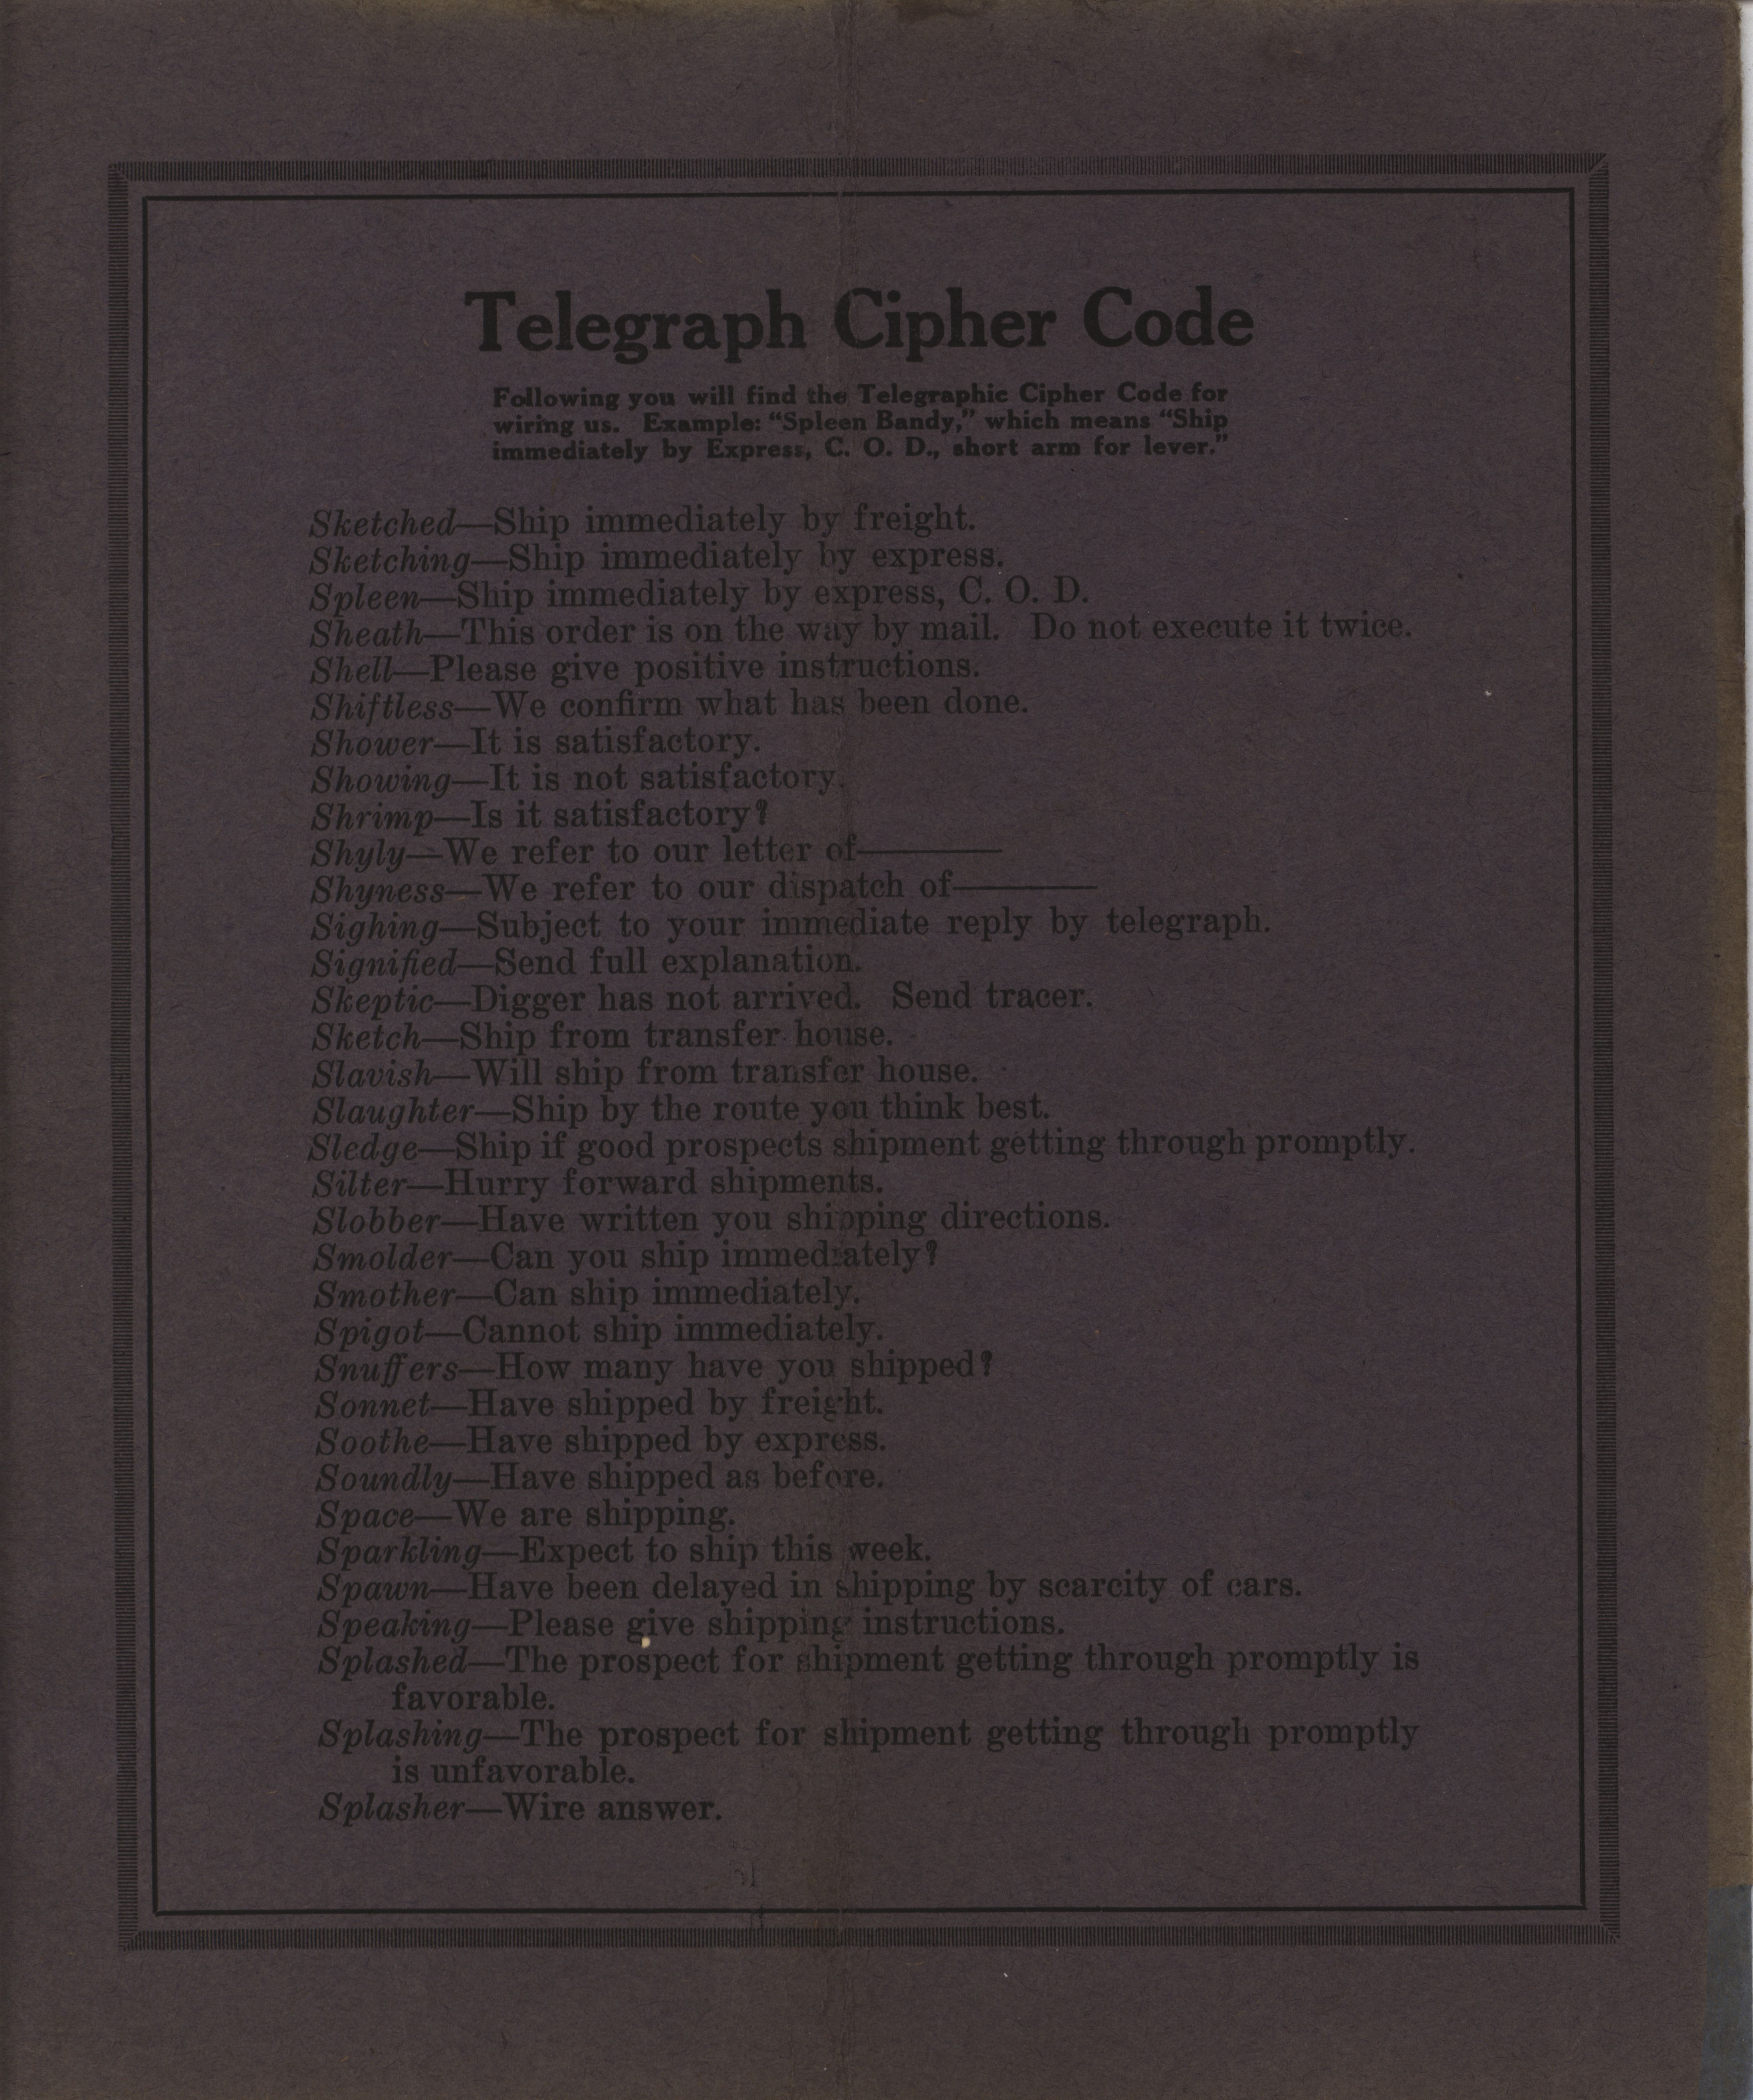 Telegraph Cipher Code
Following you will find the Telegraphic Cipher Code for
wiring us. Example: “Spleen Bandy,” which means “Ship
immediately by Express, C. O. D., short arm for lever.”
Sketched—Ship immediately by freight.
Sketching—Ship immediately by express.
Spleen—Ship immediately by express, C. O. D.
Sheath—This order is on the way by mail. Do not execute it twice.
Shell—Please give positive instructions.
Shiftless—We confirm what has been done.
Shower—It is satisfactory.
Showing—It is not satisfactory.
Shrimp—Is it satisfactory?
Shyly—We refer to our letter of————
Shyness—We refer to our dispatch of————
Sighing—Subject to your immediate reply by telegraph.
Signified—Send full explanation.
Skeptic—Digger has not arrived. Send tracer.
Sketch—Ship from transfer house.
Slavish—Will ship from transfer house.
Slaughter—Ship by the route you think best.
Sledge—Ship if good prospects shipment getting through promptly.
Silter—Hurry forward shipments.
Slobber—Have written you shipping directions.
Smolder—Can you ship immediately?
Smother—Can ship immediately.
Spigot—Cannot ship immediately.
Snuffers—How many have you shipped?
Sonnet—Have shipped by freight.
Soothe—Have shipped by express.
Soundly—Have shipped as before.
Space—We are shipping.
Sparkling—Expect to ship this week.
Spawn—Have been delayed in shipping by scarcity of cars.
Speaking—Please give shipping instructions.
Splashed—The prospect for shipment getting through promptly is
favorable.
Splashing—The prospect for shipment getting through promptly
is unfavorable.
Splasher—Wire answer.